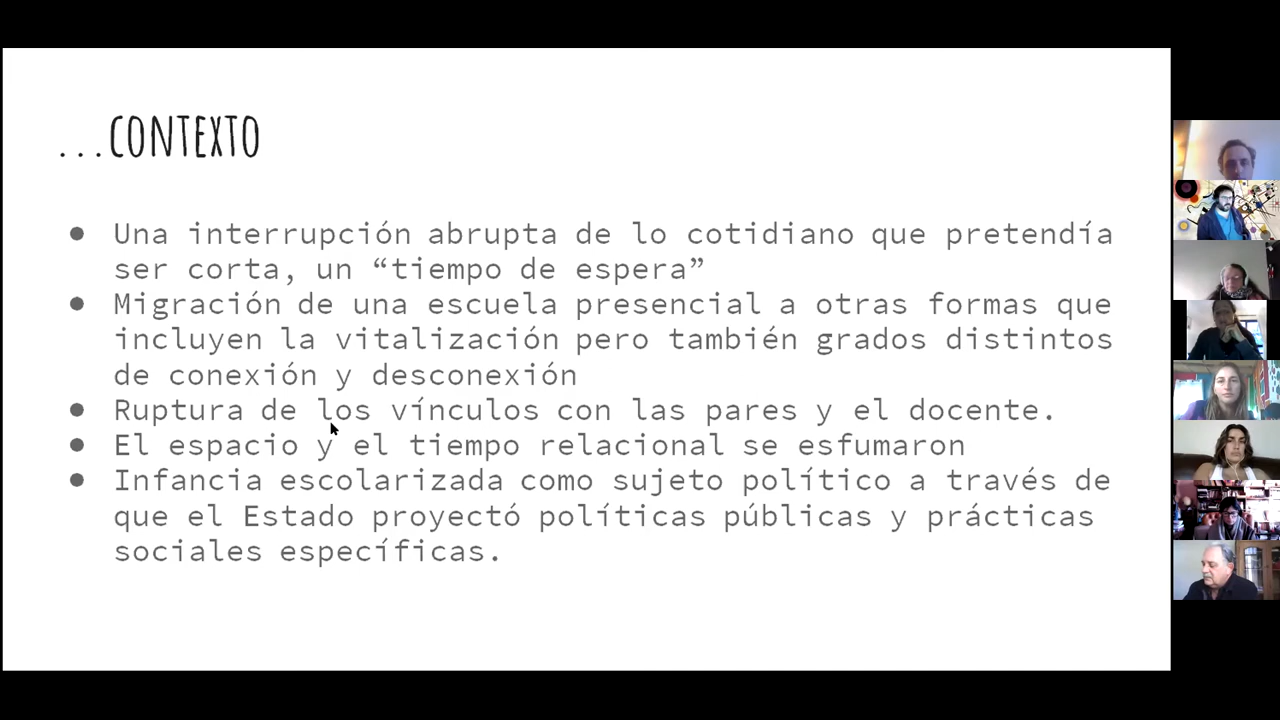 ...CONTEXTO
● Una interrupción abrupta de lo cotidiano que pretendía
ser corta, un “tiempo de espera”
● Migración de una escuela presencial a otras formas que
incluyen la vitalización pero también grados distintos
de conexión y desconexión
● Ruptura de los vínculos con las pares y el docente.
● El espacio y el tiempo relacional se esfumaron
● Infancia escolarizada como sujeto político a través de
que el Estado proyectó políticas públicas y prácticas
sociales específicas.